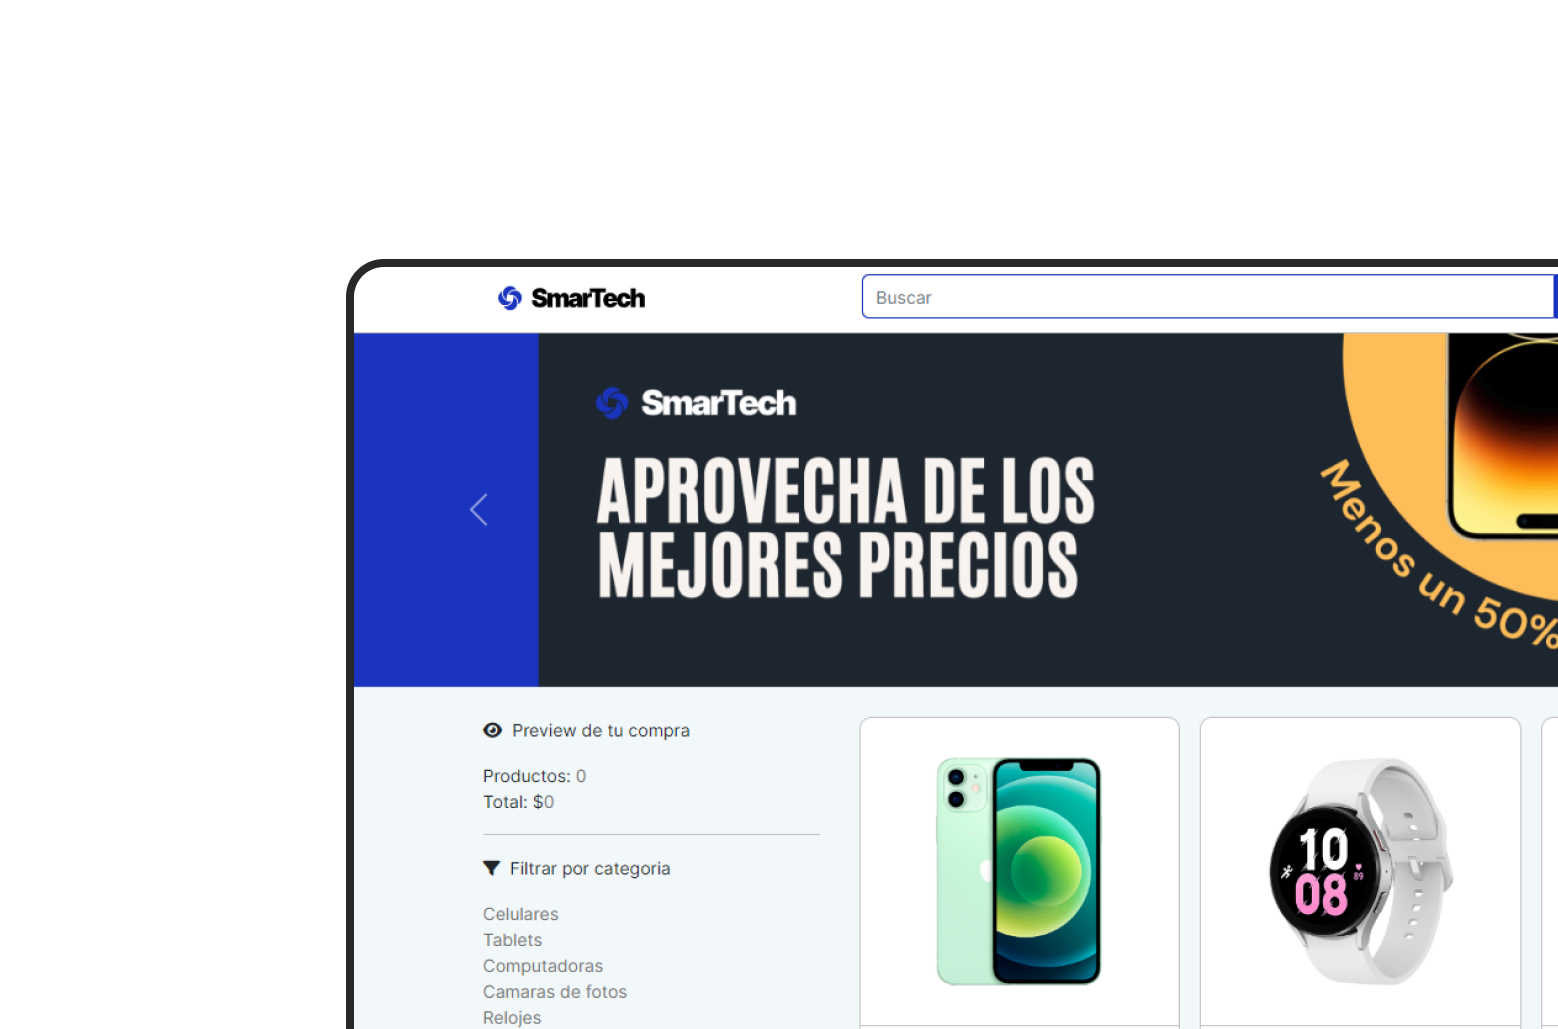 SmarTech
Buscar
SmarTech
APROVECHA DE LOS
MEJORES PRECIOS
Menos un 50%
Preview de tu compra
Productos: 0
Total: $0
Filtrar por categoria
Celulares
Tablets
Computadoras
Camaras de fotos
Relojes
10
08
89